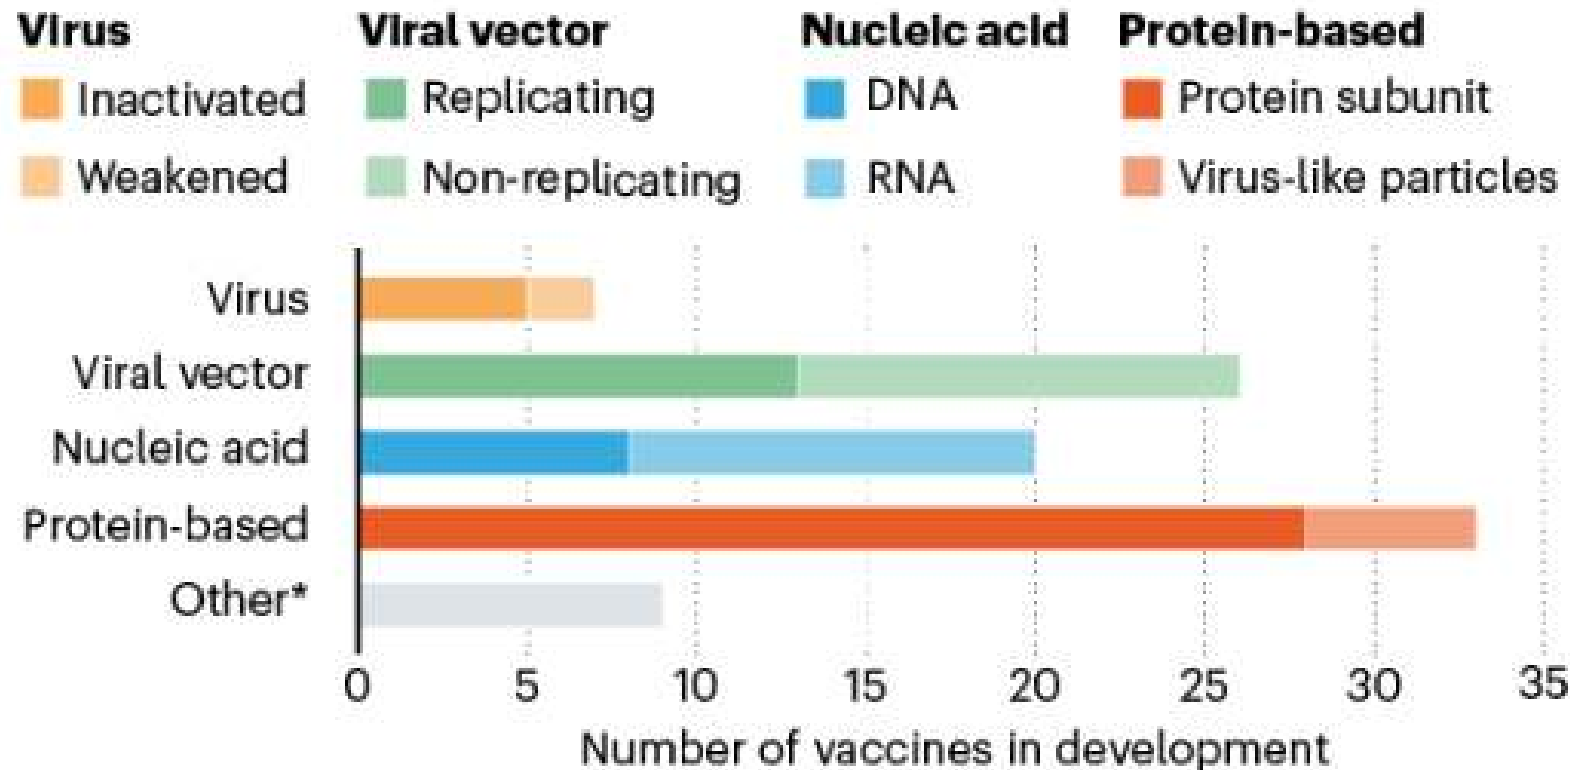 Virus Viral vector Nucleic acid Protein-based
Inactivated Replicating DNA Protein subunit
Weakened Non-replicating RNA Virus-like particles
Virus
Viral vector
Nucleic acid
Protein-based
Other*
0 5 10 15 20 25 30 35
Number of vaccines in development